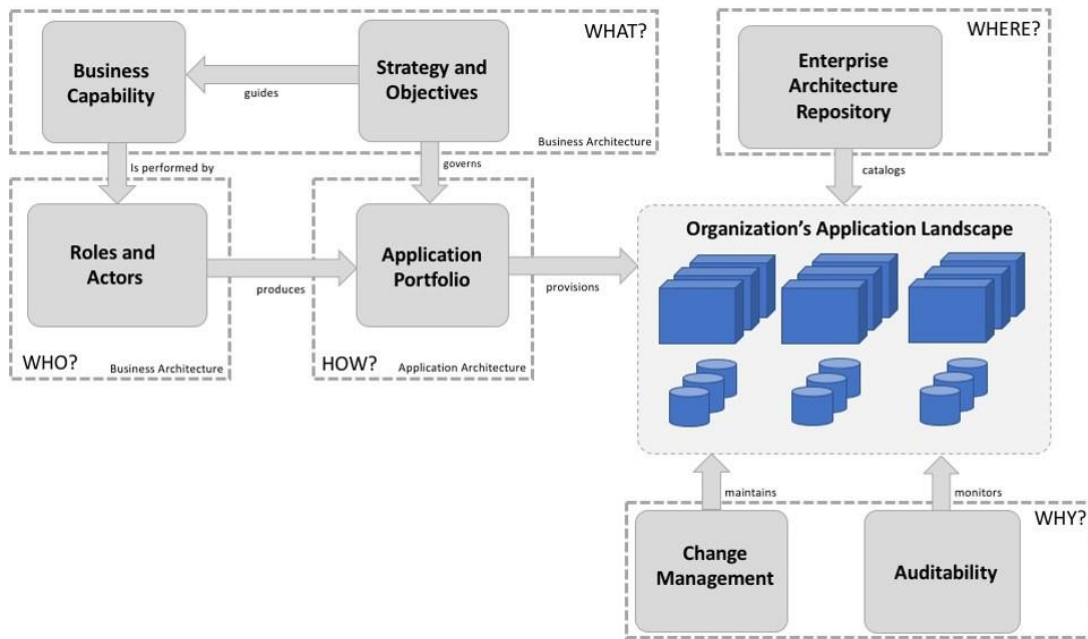 WHAT?
Business
Capability
guides
Strategy and
Objectives
Business Architecture
WHERE?
Enterprise
Architecture
Repository
Is performed by
governs
catalogs
Roles and
Actors
produces
WHO?
Business Architecture
Application
Portfolio
provisions
HOW?
Application Architecture
Organization's Application Landscape
maintains
monitors
WHY?
Change
Management
Auditability